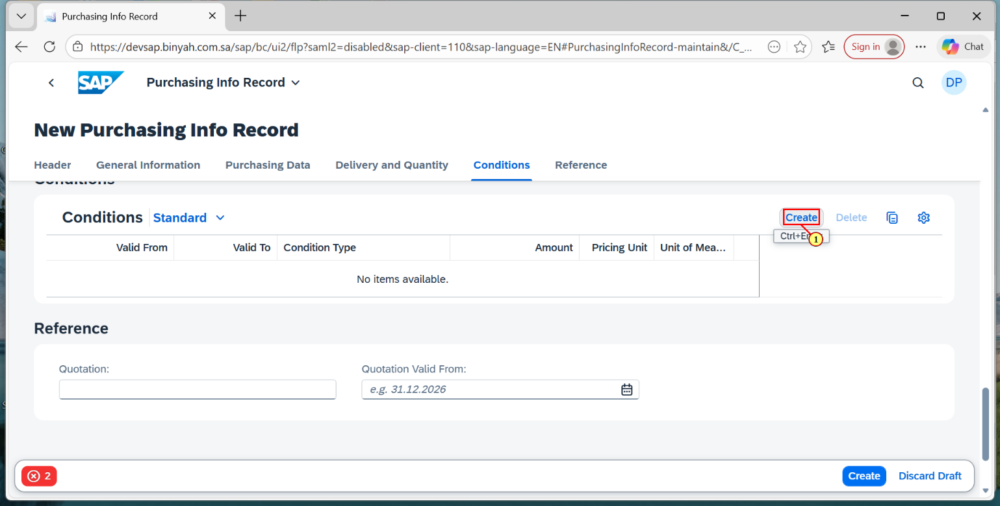 Purchasing Info Record
https://devsap.binyah.com.sa/sap/bc/ui2/flp?saml2=disabled&sap-client=110&sap-language=EN#PurchasingInfoRecord-maintain&/C_...
Sign in
Chat
SAP
Purchasing Info Record
DP
New Purchasing Info Record
Header
General Information
Purchasing Data
Delivery and Quantity
Conditions
Reference
Conditions
Conditions
Standard
Create
Delete
1
Valid From
Valid To
Condition Type
Amount
Pricing Unit
Unit of Mea...
No items available.
Reference
Quotation:
Quotation Valid From:
e.g. 31.12.2026
2
Create
Discard Draft